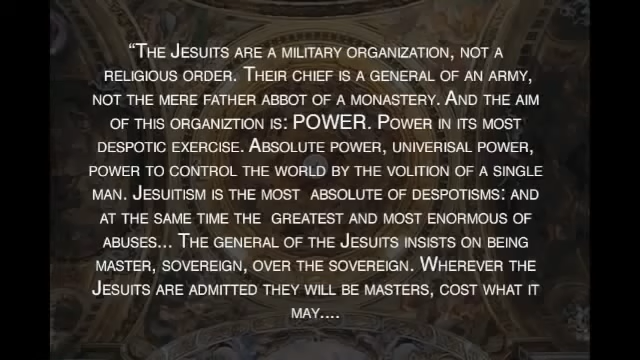 “The Jesuits are a military organization, not a
religious order. Their chief is a general of an army,
not the mere father abbot of a monastery. And the aim
of this organiztion is: POWER. Power in its most
despotic exercise. Absolute power, univerisal power,
power to control the world by the volition of a single
man. Jesuitism is the most absolute of despotisms: and
at the same time the greatest and most enormous of
abuses... The general of the Jesuits insists on being
master, sovereign, over the sovereign. Wherever the
Jesuits are admitted they will be masters, cost what it
may....